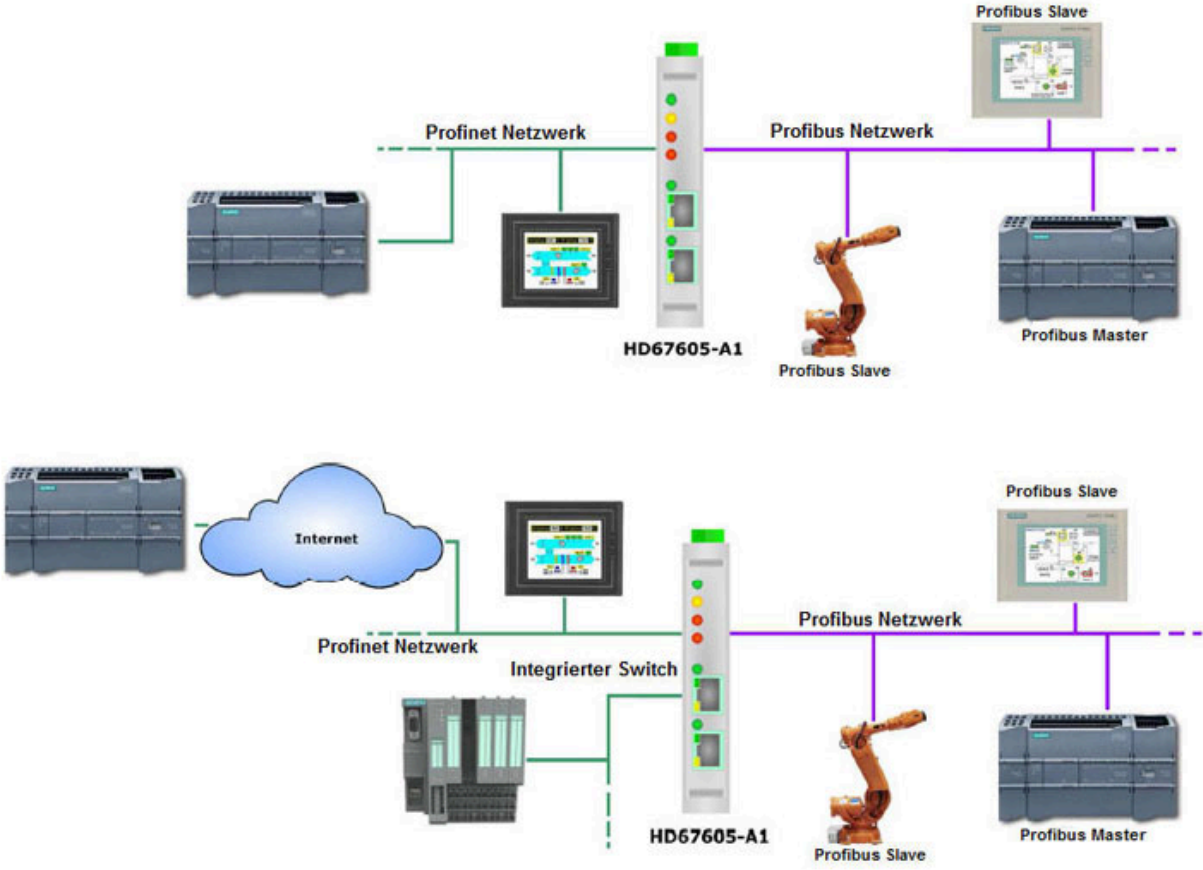 Profibus Slave
Profinet Netzwerk
Profibus Netzwerk
HD67605-A1
Profibus Master
Profibus Slave
Profibus Slave
Internet
Profibus Netzwerk
Profinet Netzwerk
Integrierter Switch
HD67605-A1
Profibus Master
Profibus Slave